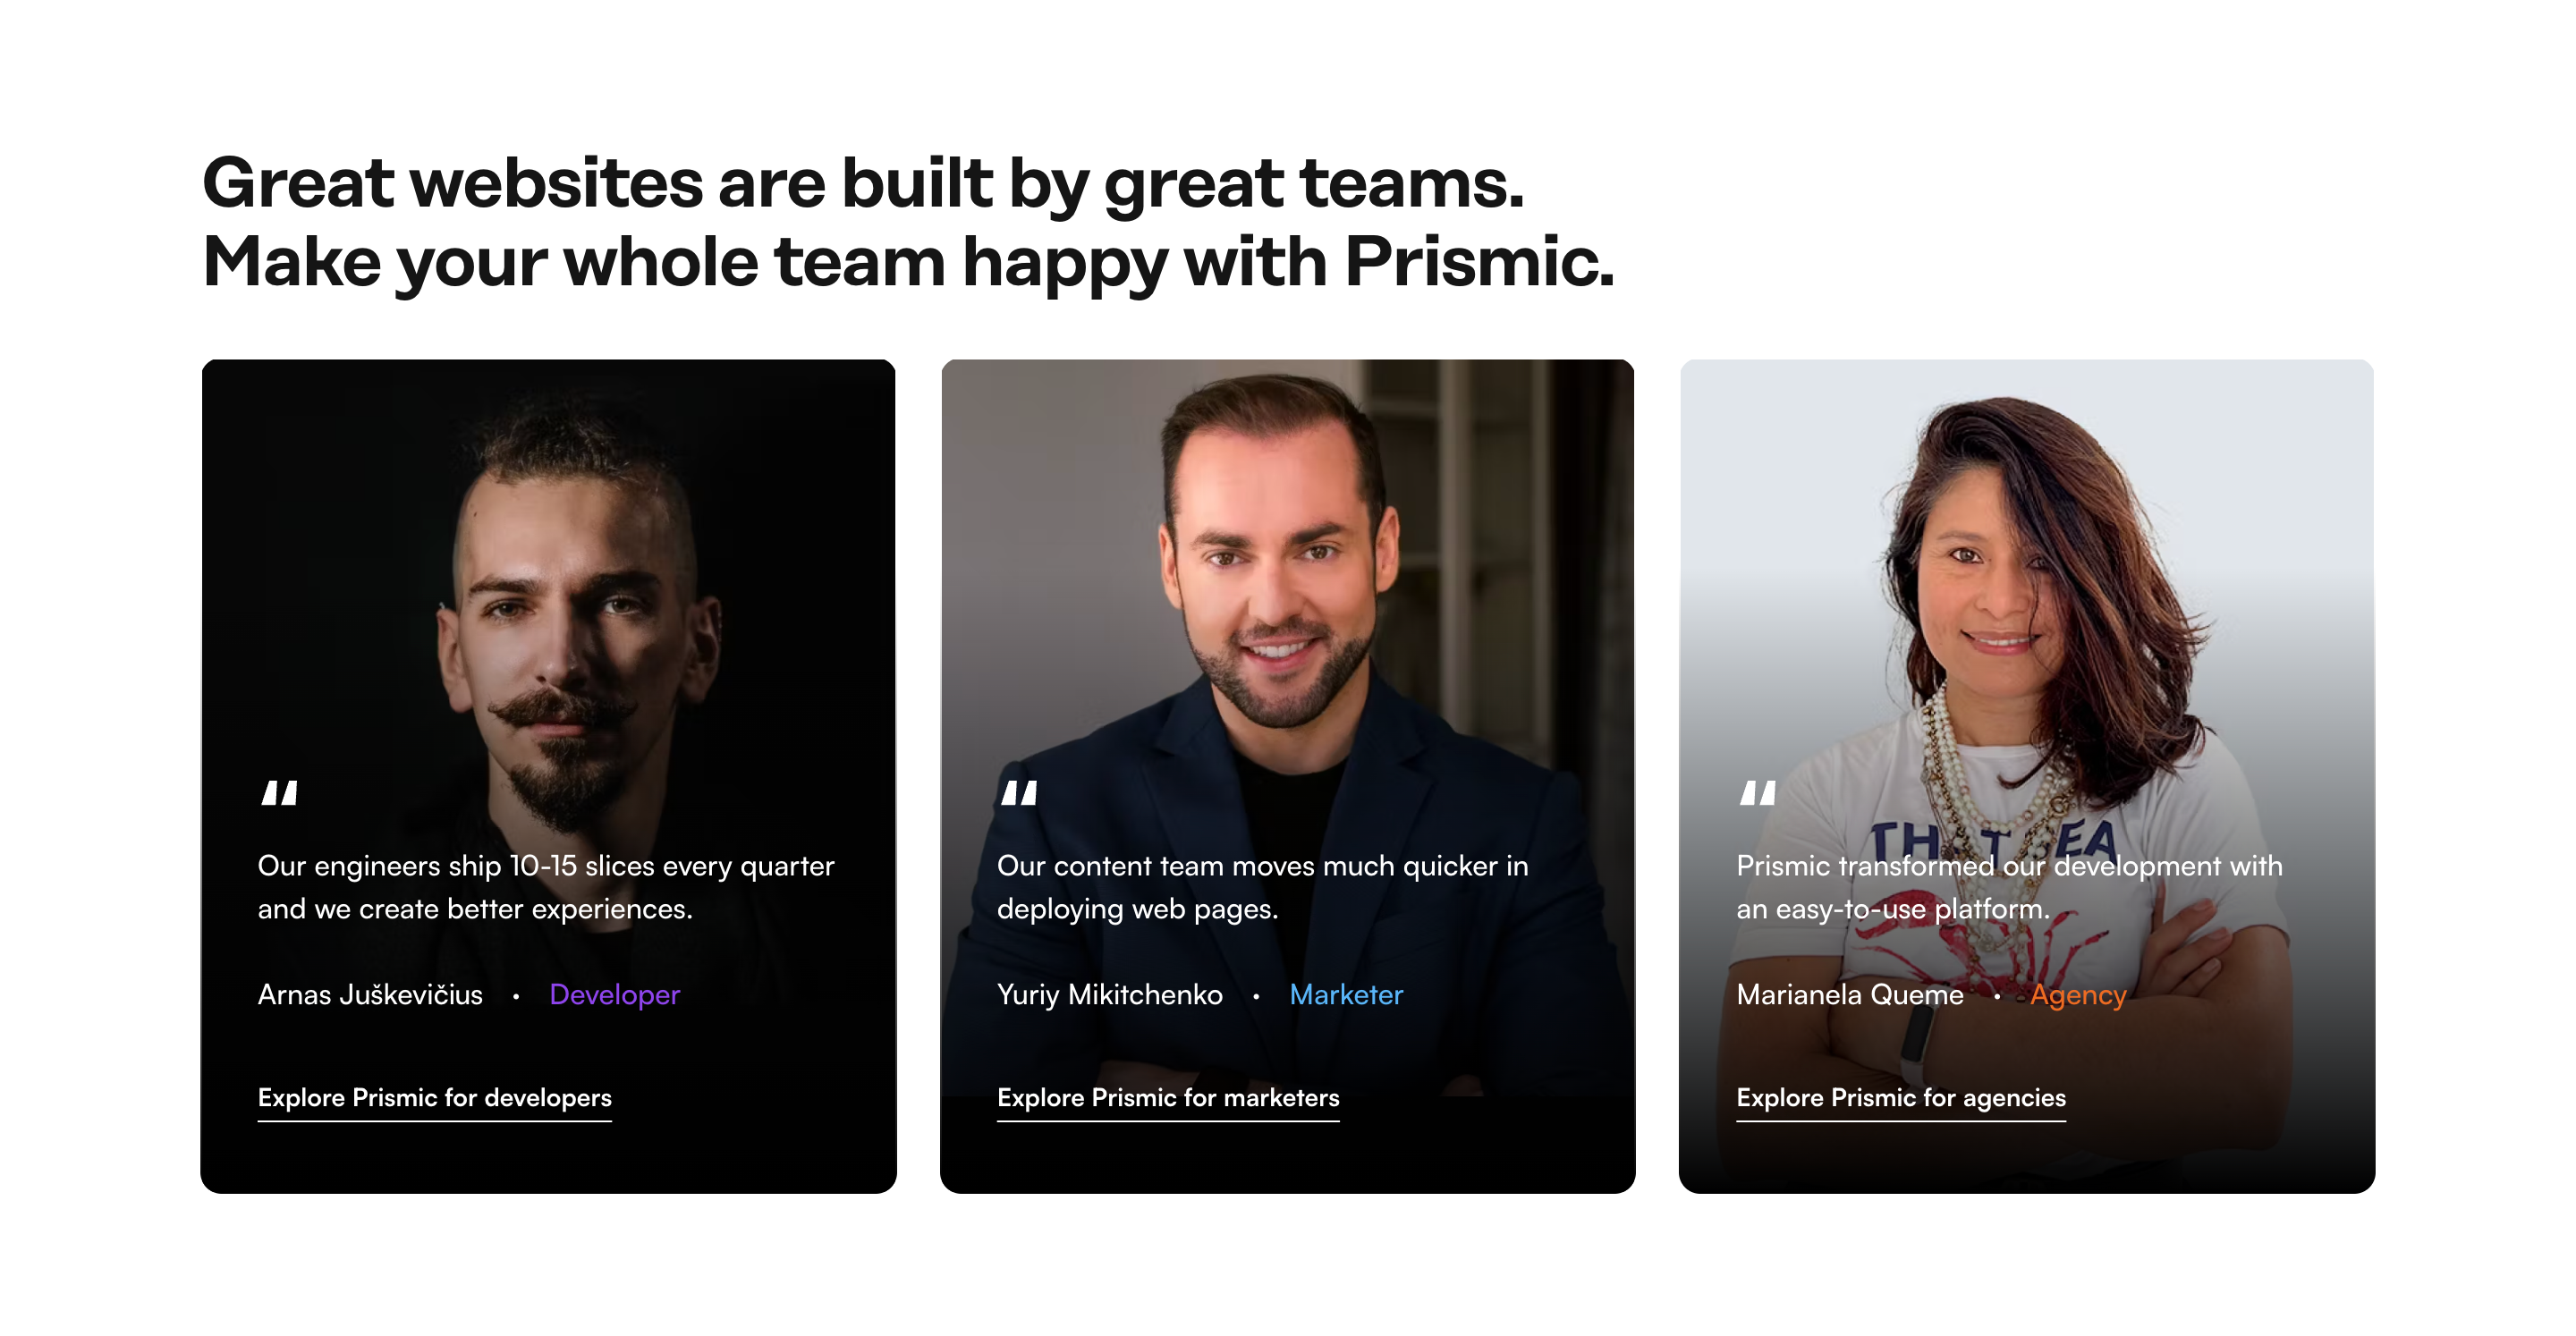 Great websites are built by great teams.
Make your whole team happy with Prismic.
“
Our engineers ship 10-15 slices every quarter
and we create better experiences.
Arnas Juškevičius • Developer
Explore Prismic for developers
“
Our content team moves much quicker in
deploying web pages.
Yuriy Mikitchenko • Marketer
Explore Prismic for marketers
“
Prismic transformed our development with
an easy-to-use platform.
Marianela Queme • Agency
Explore Prismic for agencies